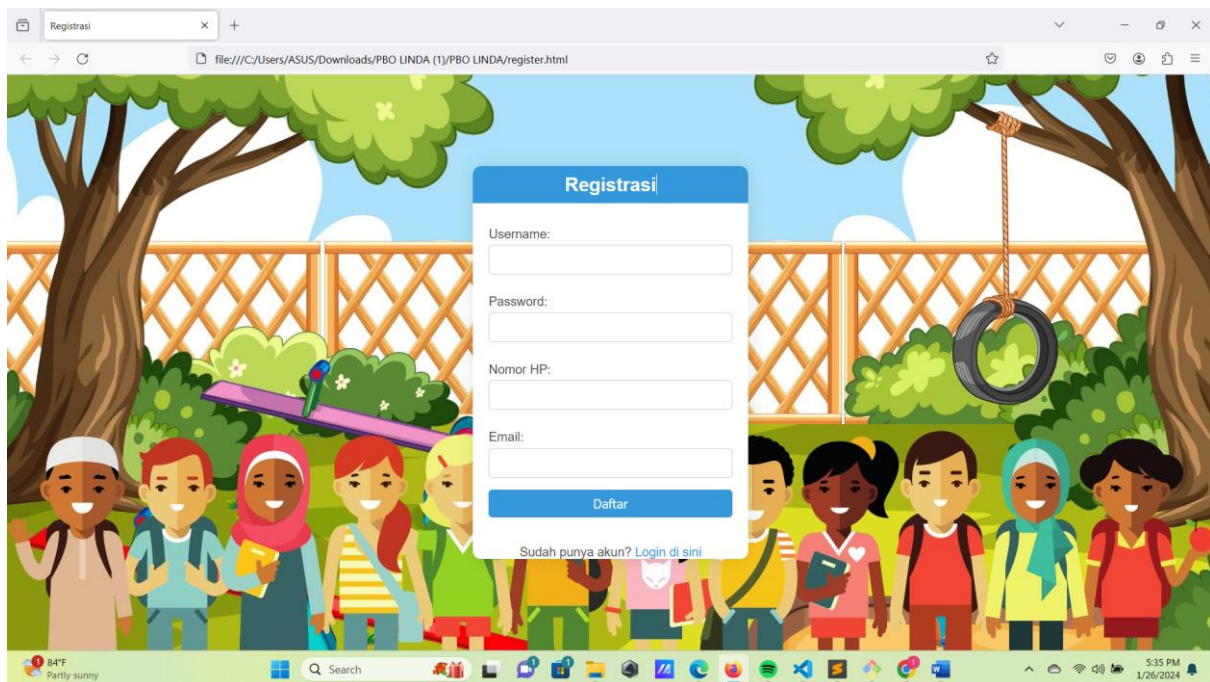 Registrasi
file:///C:/Users/ASUS/Downloads/PBO LINDA (1)/PBO LINDA/register.html
Registrasi
Username:
Password:
Nomor HP:
Email:
Daftar
Sudah punya akun? Login di sini
1
84°F
Partly sunny
Search
5:35 PM
1/26/2024